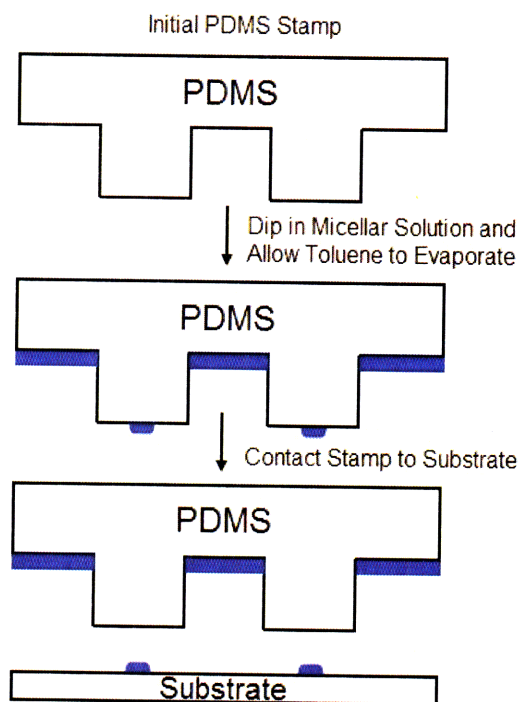 Initial PDMS Stamp
PDMS
Dip in Micellar Solution and
Allow Toluene to Evaporate
PDMS
Contact Stamp to Substrate
PDMS
Substrate